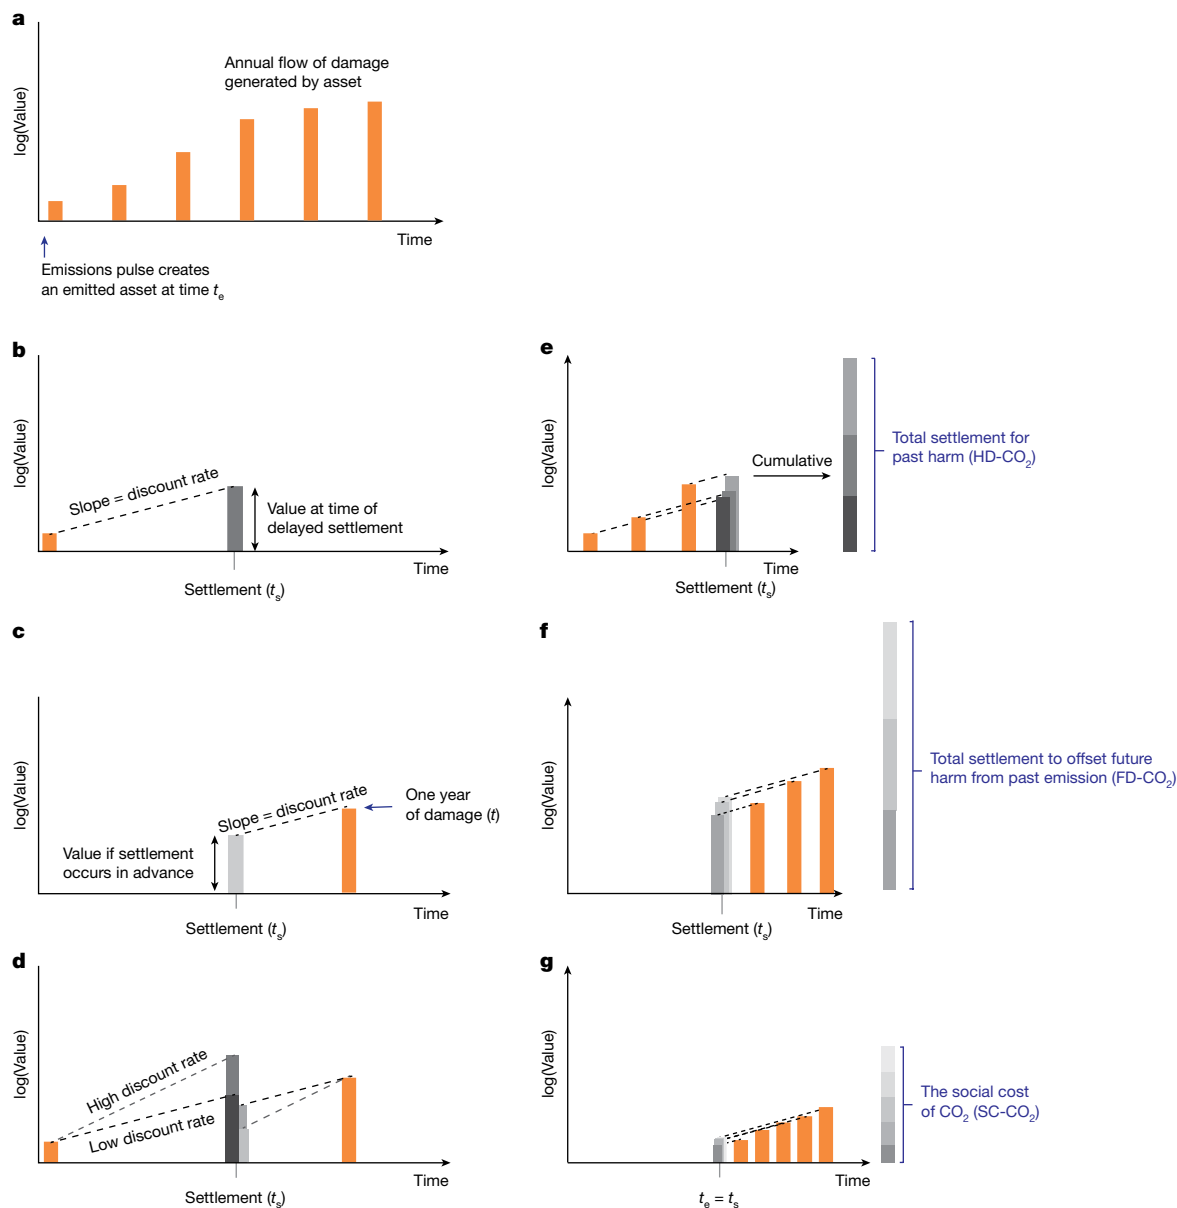 a
log(Value)
Annual flow of damage
generated by asset
Time
Emissions pulse creates
an emitted asset at time te
b
log(Value)
Slope = discount rate
Value at time of
delayed settlement
Time
Settlement (ts)
e
log(Value)
Cumulative
Total settlement for
past harm (HD-CO2)
Time
Settlement (ts)
c
log(Value)
Slope = discount rate
One year
of damage (t)
Value if settlement
occurs in advance
Time
Settlement (ts)
f
log(Value)
Total settlement to offset future
harm from past emission (FD-CO2)
Time
Settlement (ts)
d
log(Value)
High discount rate
Low discount rate
Time
Settlement (ts)
g
log(Value)
The social cost
of CO2 (SC-CO2)
Time
te = ts